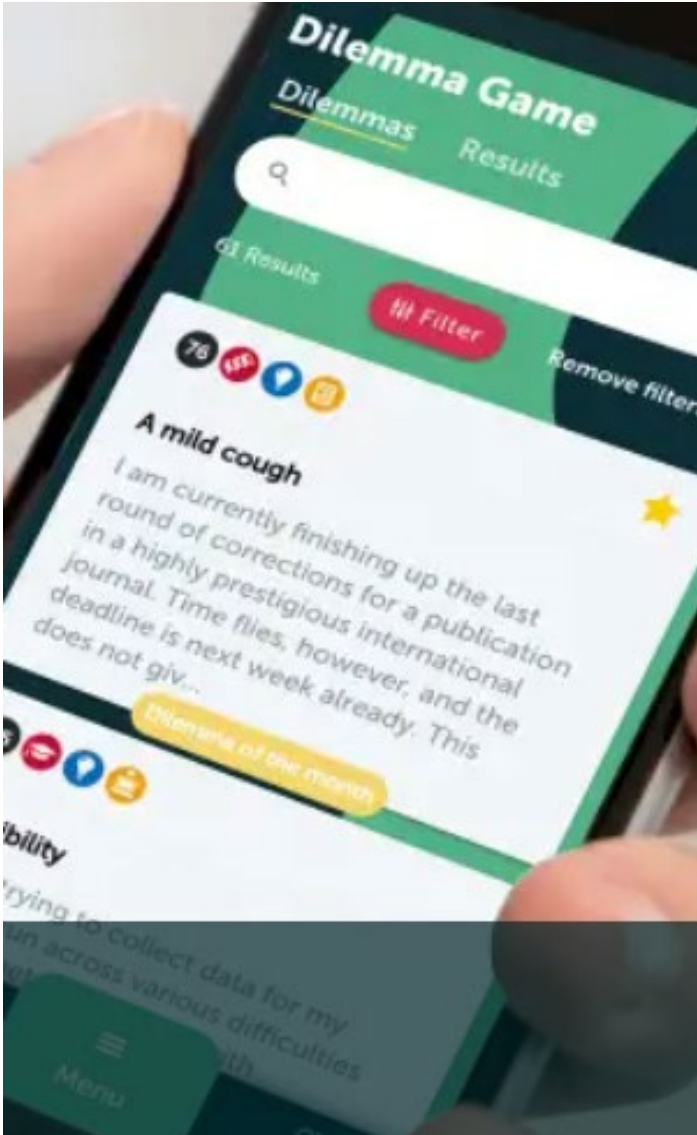 Dilemma Game
Dilemmas Results
61 Results
Filter
Remove filter
76
A mild cough
I am currently finishing up the last
round of corrections for a publication
in a highly prestigious international
journal. Time flies, however, and the
deadline is next week already. This
does not giv...
Dilemma of the month
ibility
trying to collect data for my
un across various difficulties
ith
Menu